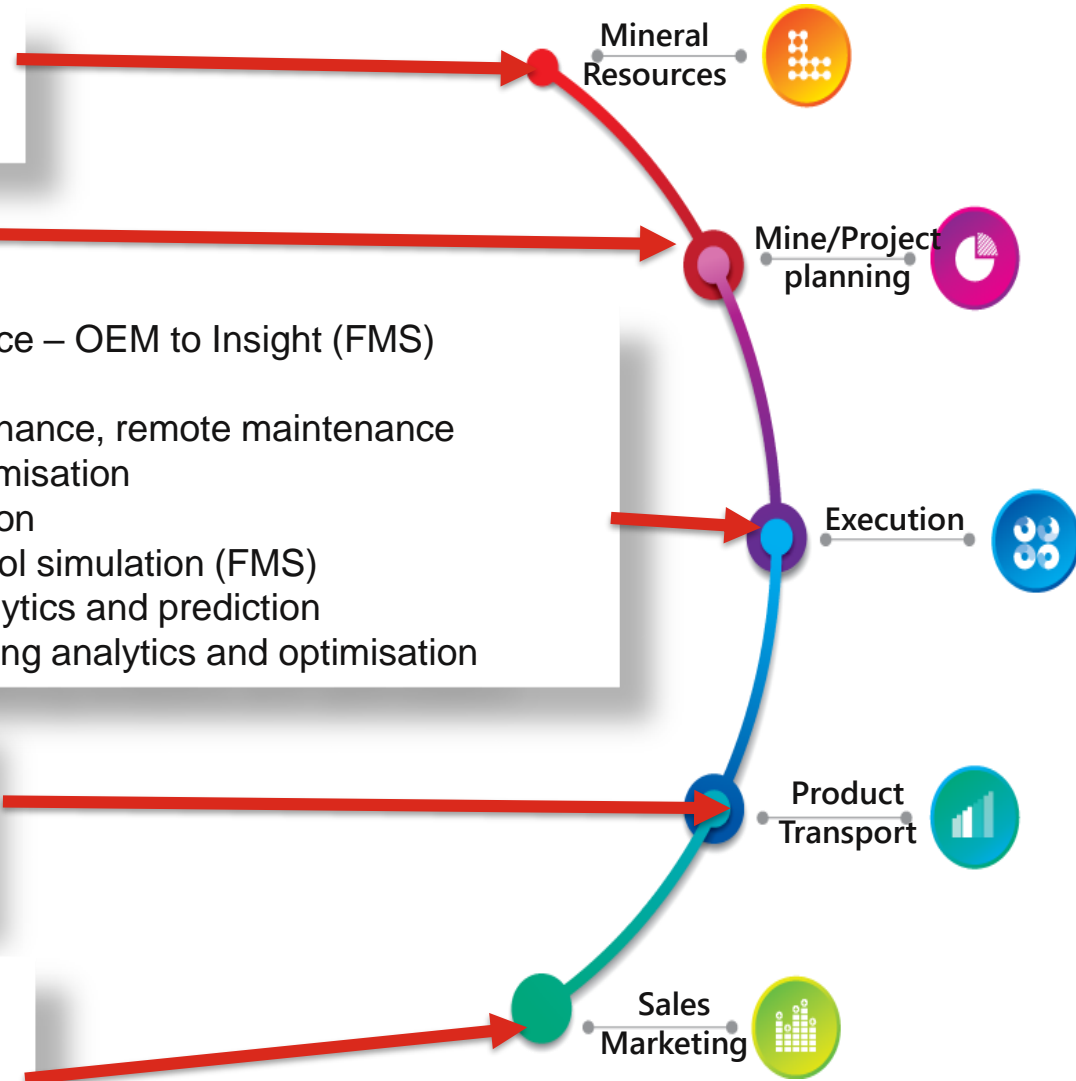 Mineral
Resources
Mine/Project
planning
ce – OEM to Insight (FMS)
nance, remote maintenance
misation
on
Execution
ol simulation (FMS)
lytics and prediction
ng analytics and optimisation
Product
Transport
Sales
Marketing